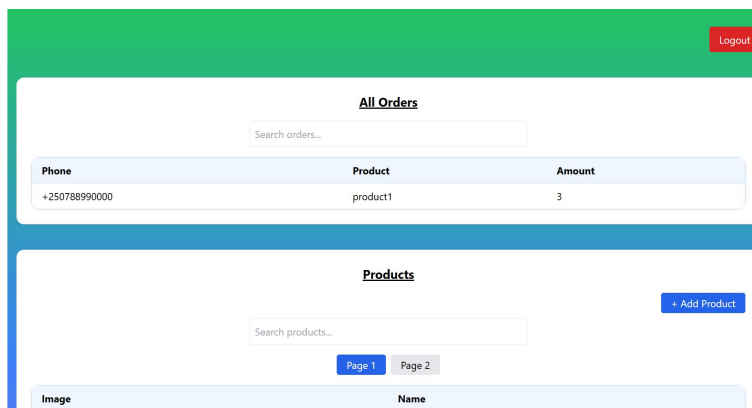 Logout
All Orders
Search orders...
Phone Product Amount
+250788990000 product1 3
Products
+ Add Product
Search products...
Page 1 Page 2
Image Name